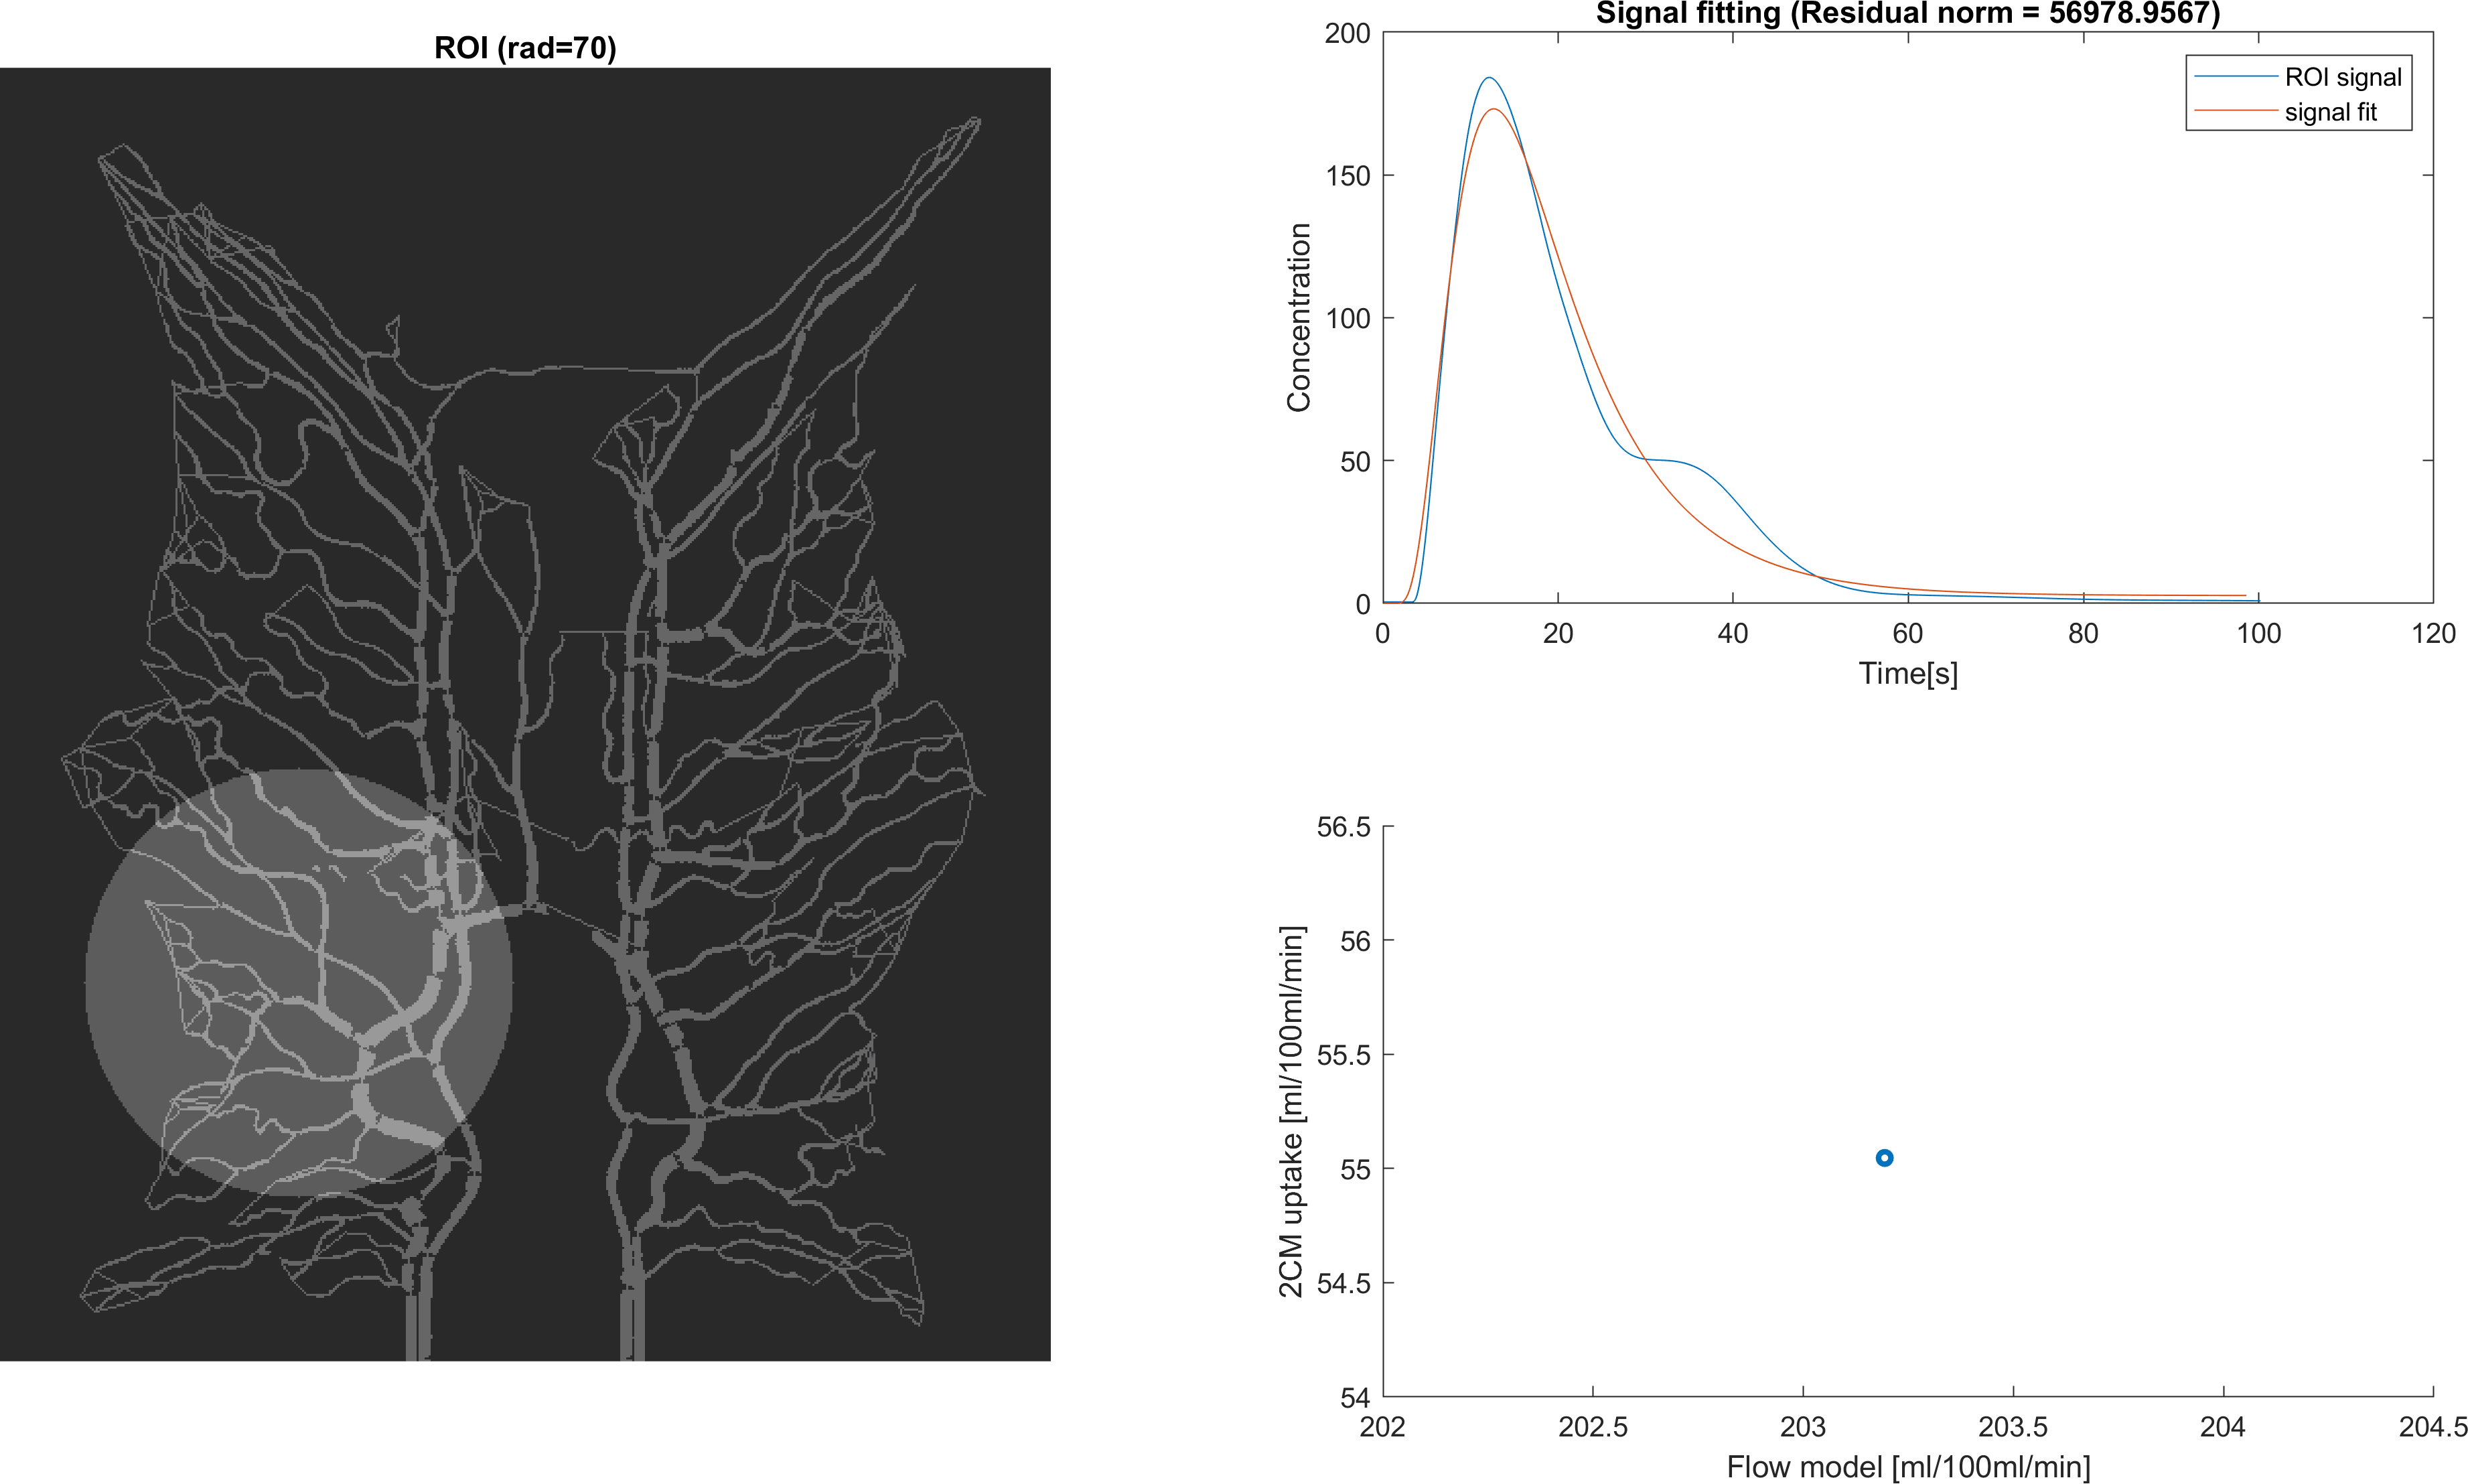 ROI (rad=70)
Signal fitting (Residual norm = 56978.9567)
200
150
100
50
0
Concentration
ROI signal
signal fit
0 20 40 60 80 100 120
Time[s]
56.5
56
55.5
55
54.5
54
2CM uptake [ml/100ml/min]
202 202.5 203 203.5 204 204.5
Flow model [ml/100ml/min]